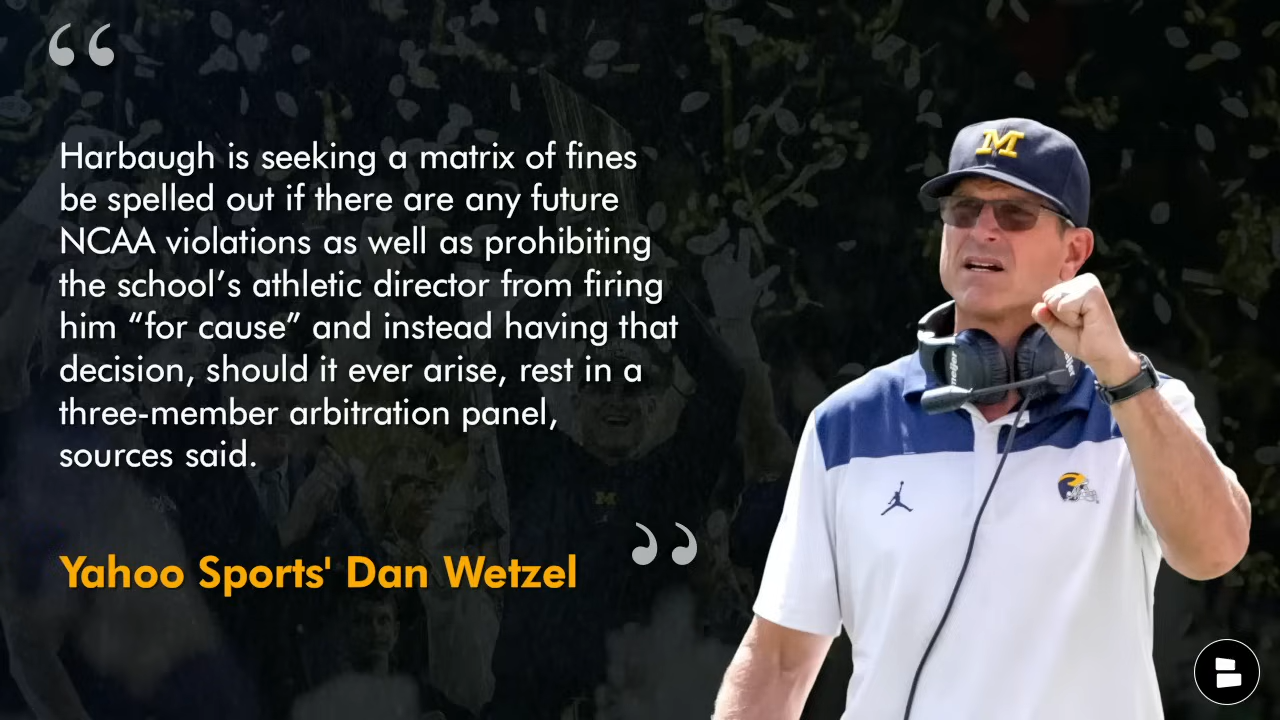 “
Harbaugh is seeking a matrix of fines
be spelled out if there are any future
NCAA violations as well as prohibiting
the school’s athletic director from firing
him “for cause” and instead having that
decision, should it ever arise, rest in a
three-member arbitration panel,
sources said.
”
Yahoo Sports' Dan Wetzel
M
meijer
M